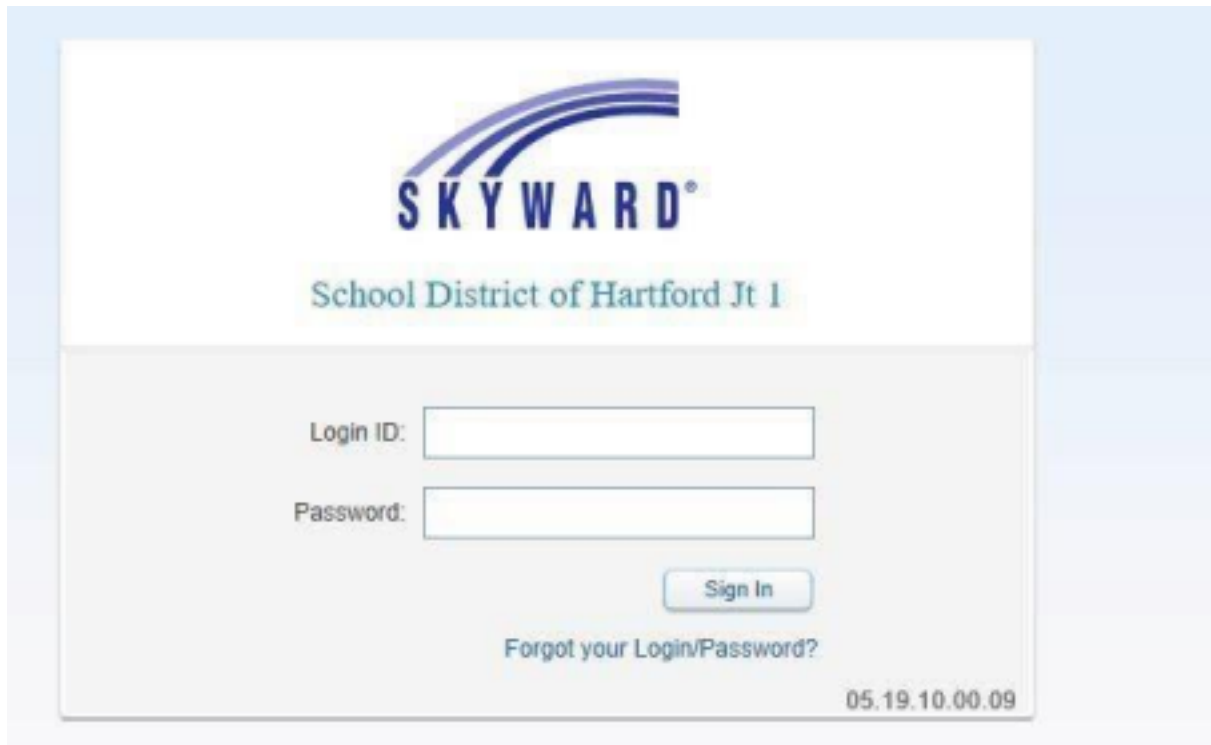 SKYWARD®
School District of Hartford Jt 1
Login ID:
Password:
Sign In
Forgot your Login/Password?
05.19.10.00.09